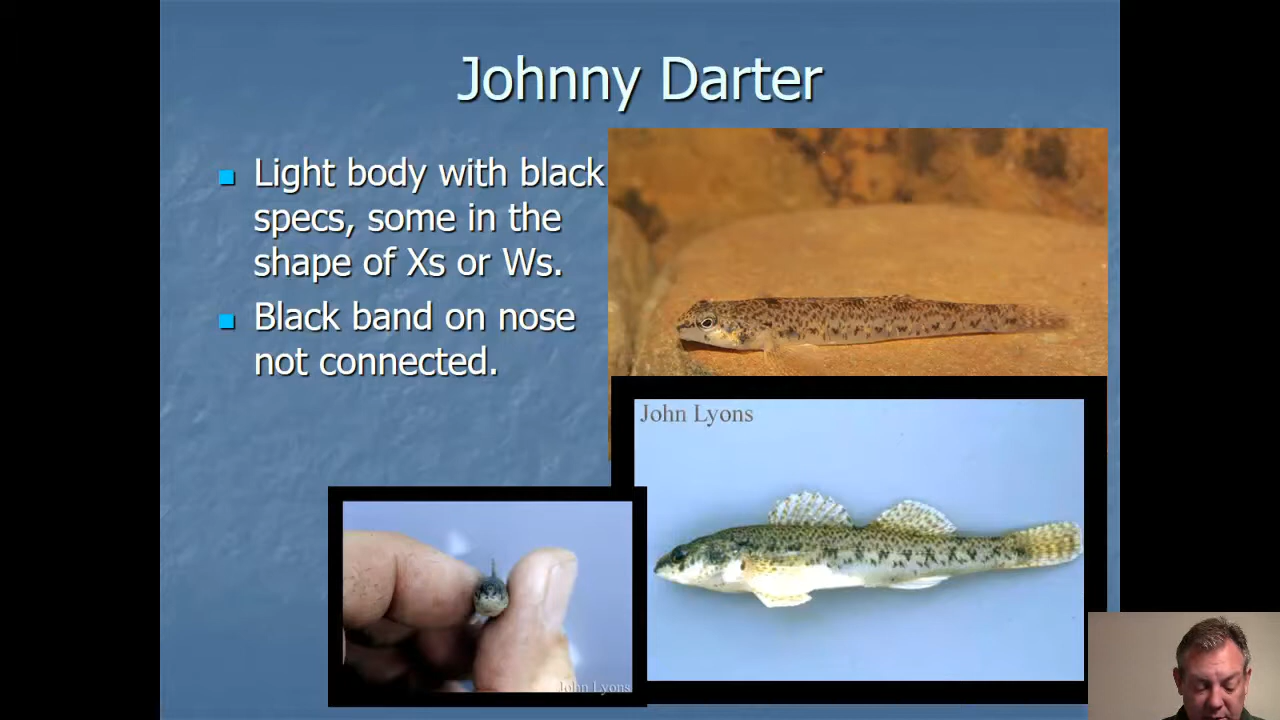 Johnny Darter
Light body with black
specs, some in the
shape of Xs or Ws.
Black band on nose
not connected.
John Lyons
John Lyons